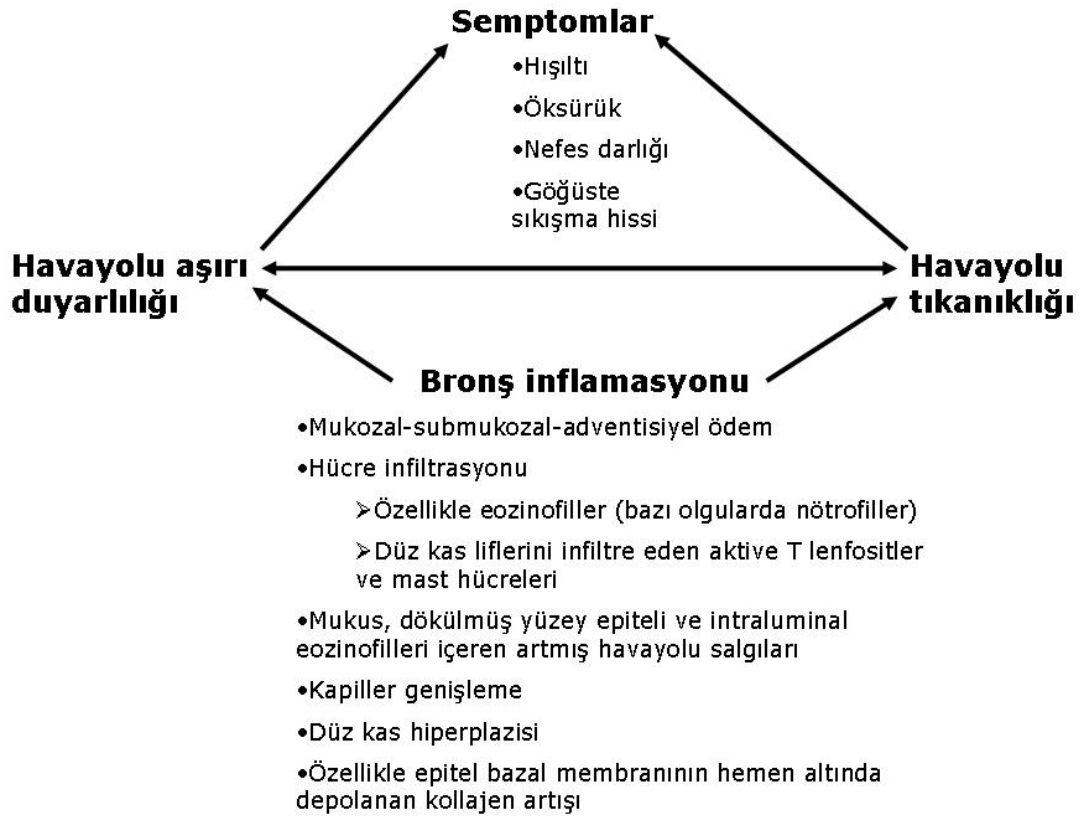 Semptomlar
•Hışıltı
•Öksürük
•Nefes darlığı
•Göğüste
sıkışma hissi
Havayolu aşırı
duyarlılığı
Havayolu
tıkanıklığı
Bronş inflamasyonu
•Mukozal-submukozal-adventisiyel ödem
•Hücre infiltrasyonu
➢Özellikle eozinofiller (bazı olgularda nötrofiller)
➢Düz kas liflerini infiltre eden aktive T lenfositler
ve mast hücreleri
•Mukus, dökülmüş yüzey epiteli ve intraluminal
eozinofilleri içeren artmış havayolu salgıları
•Kapiller genişleme
•Düz kas hiperplazisi
•Özellikle epitel bazal membranının hemen altında
depolanan kollajen artışı